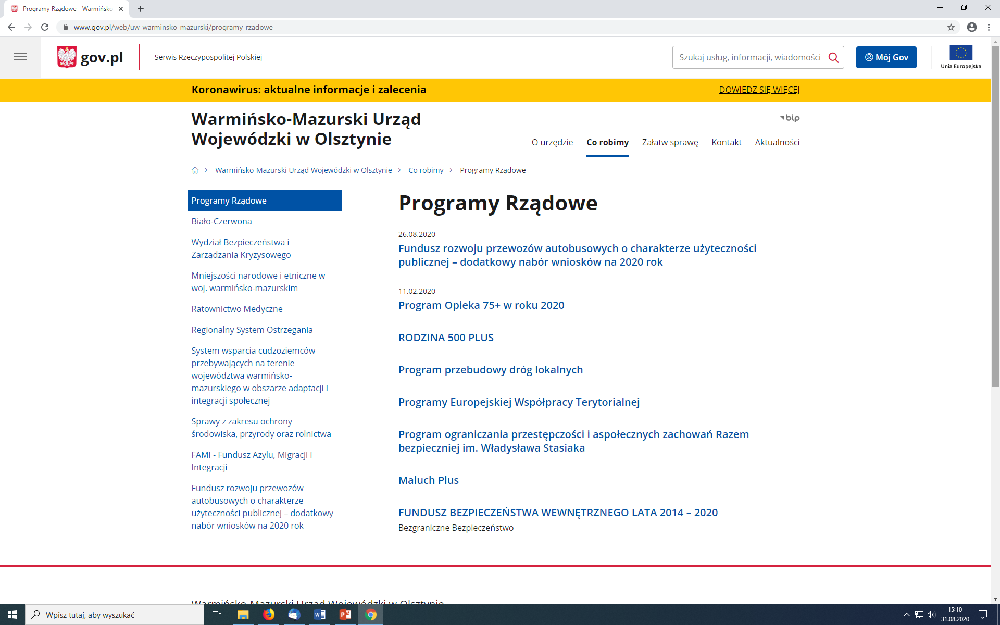 Programy Rządowe - Warmińsko
www.gov.pl/web/uw-warminsko-mazurski/programy-rzadowe
gov.pl
Serwis Rzeczypospolitej Polskiej
Szukaj usług, informacji, wiadomości
Mój Gov
Unia Europejska
Koronawirus: aktualne informacje i zalecenia
DOWIEDZ SIĘ WIĘCEJ
Warmińsko-Mazurski Urząd
Wojewódzki w Olsztynie
bip
O urzędzie
Co robimy
Załatw sprawę
Kontakt
Aktualności
Warmińsko-Mazurski Urząd Wojewódzki w Olsztynie
Co robimy
Programy Rządowe
Programy Rządowe
Biało-Czerwona
Wydział Bezpieczeństwa i
Zarządzania Kryzysowego
Mniejszości narodowe i etniczne w
woj. warmińsko-mazurskim
Ratownictwo Medyczne
Regionalny System Ostrzegania
System wsparcia cudzoziemców
przebywających na terenie
województwa warmińsko-
mazurskiego w obszarze adaptacji i
integracji społecznej
Sprawy z zakresu ochrony
środowiska, przyrody oraz rolnictwa
FAMI - Fundusz Azylu, Migracji i
Integracji
Fundusz rozwoju przewozów
autobusowych o charakterze
użyteczności publicznej – dodatkowy
nabór wniosków na 2020 rok
Programy Rządowe
26.08.2020
Fundusz rozwoju przewozów autobusowych o charakterze użyteczności
publicznej – dodatkowy nabór wniosków na 2020 rok
11.02.2020
Program Opieka 75+ w roku 2020
RODZINA 500 PLUS
Program przebudowy dróg lokalnych
Programy Europejskiej Współpracy Terytorialnej
Program ograniczania przestępczości i aspołecznych zachowań Razem
bezpieczniej im. Władysława Stasiaka
Maluch Plus
FUNDUSZ BEZPIECZEŃSTWA WEWNĘTRZNEGO LATA 2014 – 2020
Bezgraniczne Bezpieczeństwo
Warmińsko-Mazurski Urząd Wojewódzki w Olsztynie
Wpisz tutaj, aby wyszukać
15:10
31.08.2020